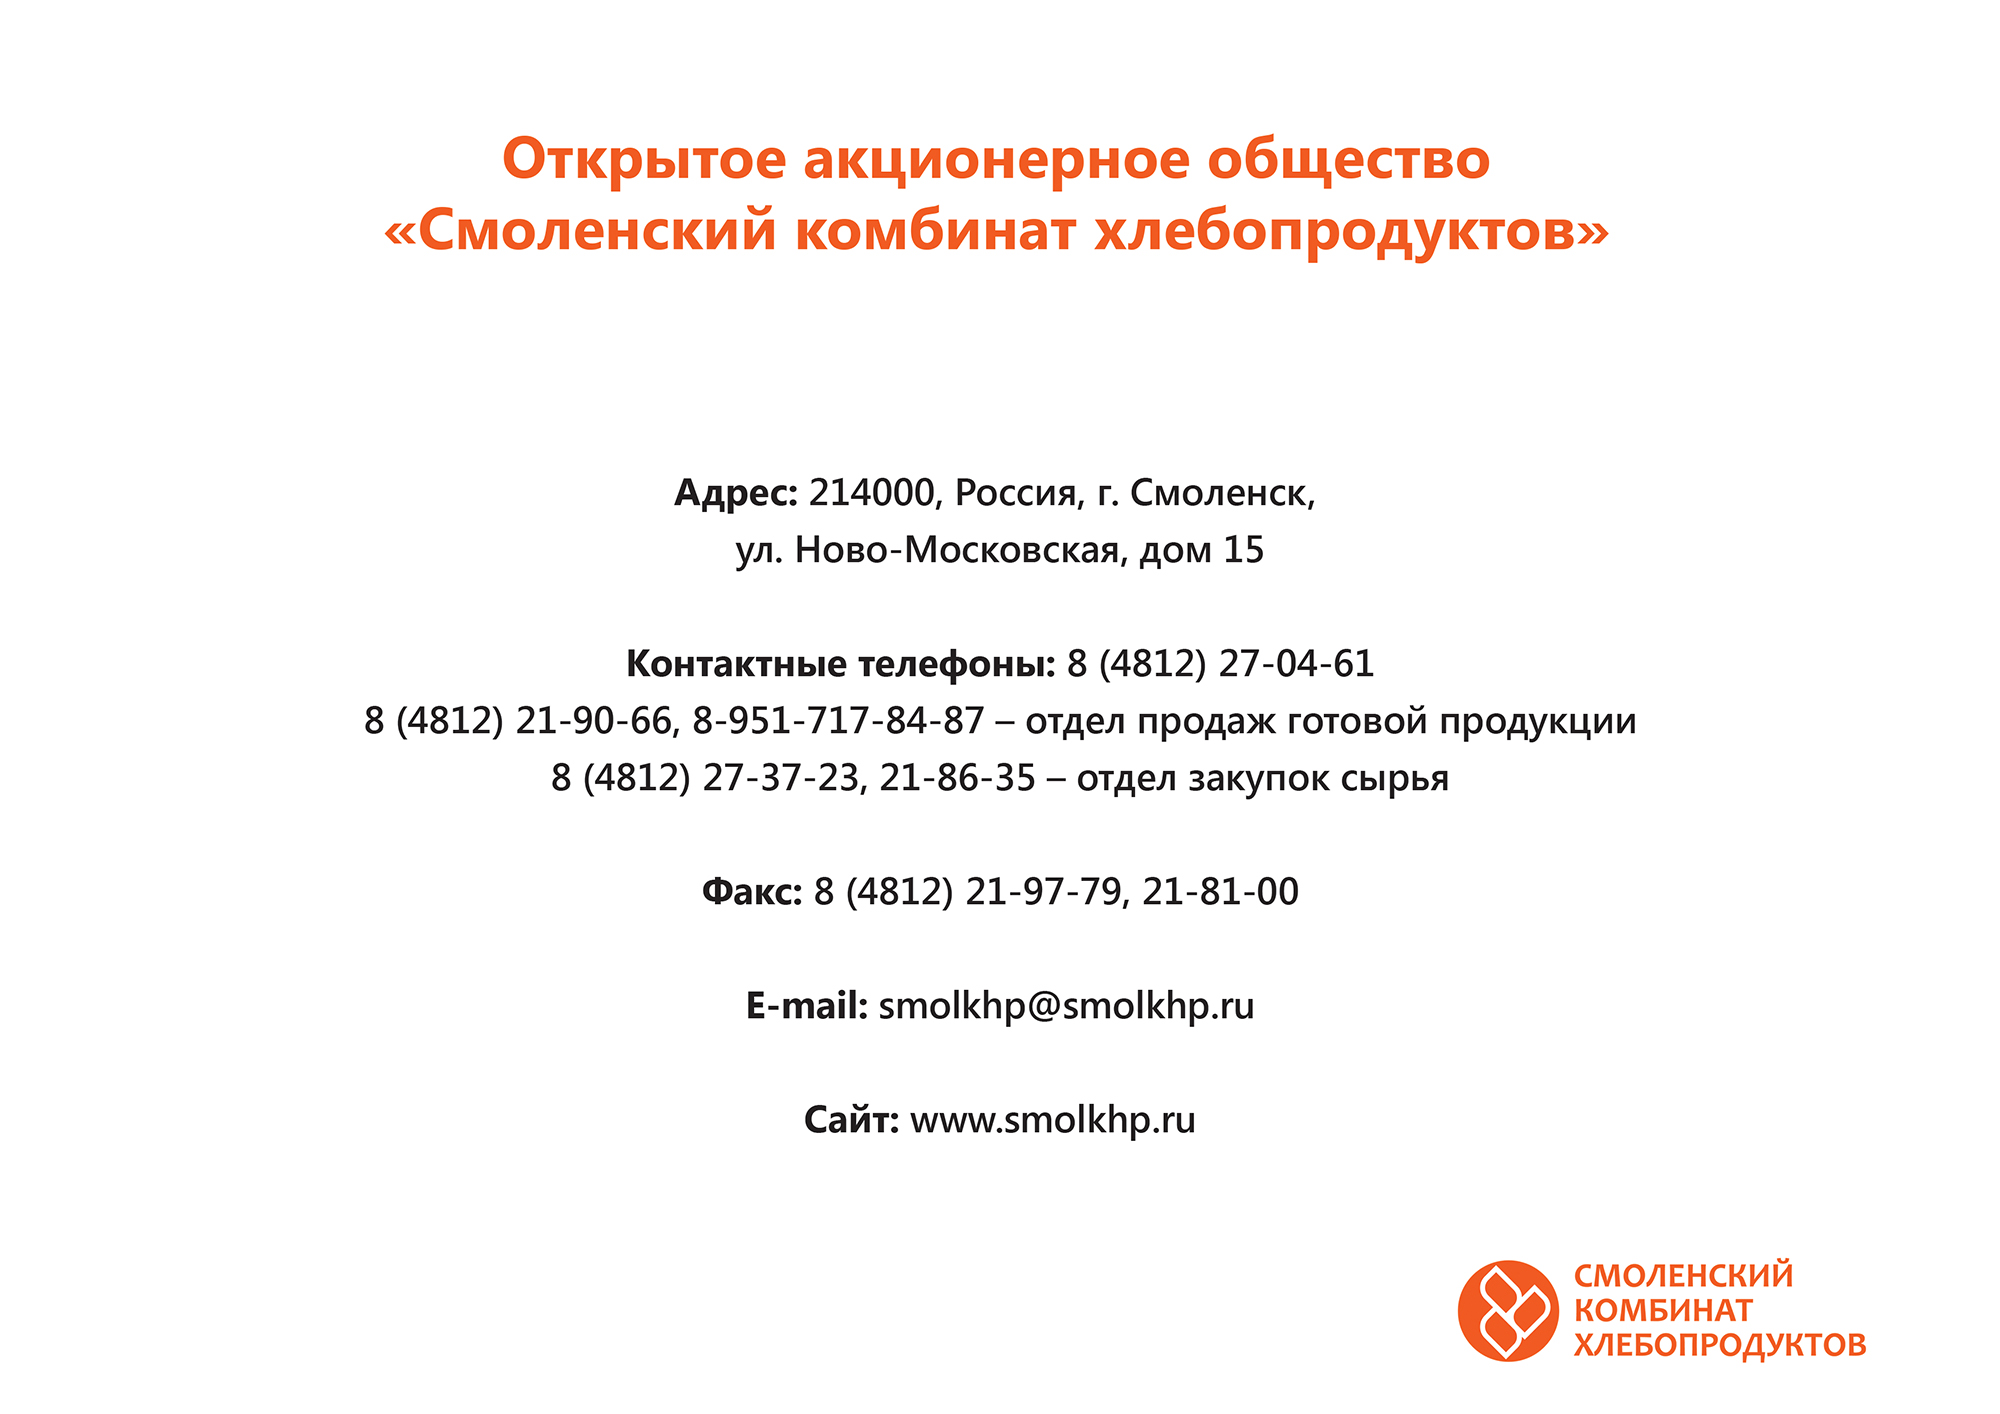 Открытое акционерное общество
«Смоленский комбинат хлебопродуктов»
Адрес: 214000, Россия, г. Смоленск,
ул. Ново-Московская, дом 15
Контактные телефоны: 8 (4812) 27-04-61
8 (4812) 21-90-66, 8-951-717-84-87 – отдел продаж готовой продукции
8 (4812) 27-37-23, 21-86-35 – отдел закупок сырья
Факс: 8 (4812) 21-97-79, 21-81-00
E-mail: smolkhp@smolkhp.ru
Сайт: www.smolkhp.ru
СМОЛЕНСКИЙ
КОМБИНАТ
ХЛЕБОПРОДУКТОВ